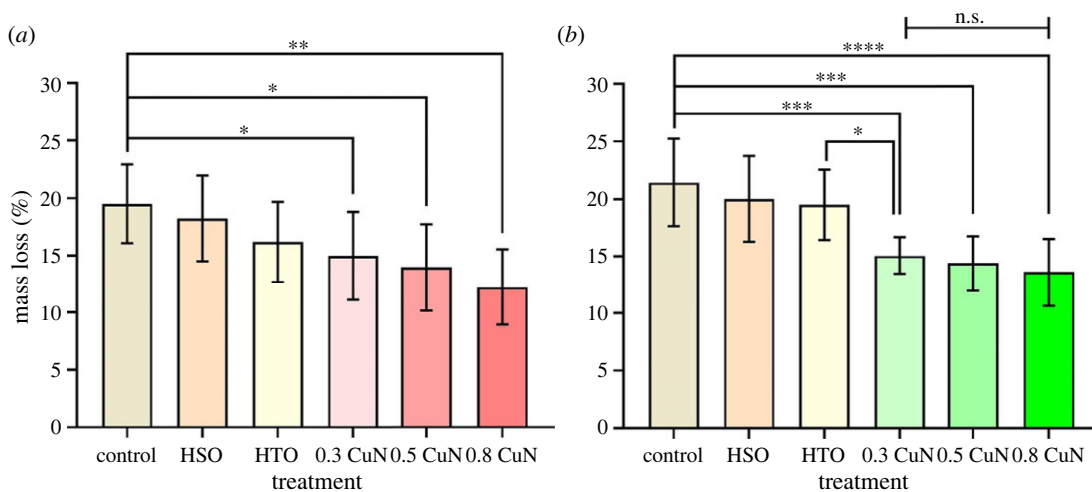 (a)
**
*
*
30
25
20
15
10
5
0
mass loss (%)
control HSO HTO 0.3 CuN 0.5 CuN 0.8 CuN
treatment
(b)
n.s.
****
***
***
*
30
25
20
15
10
5
0
control HSO HTO 0.3 CuN 0.5 CuN 0.8 CuN
treatment